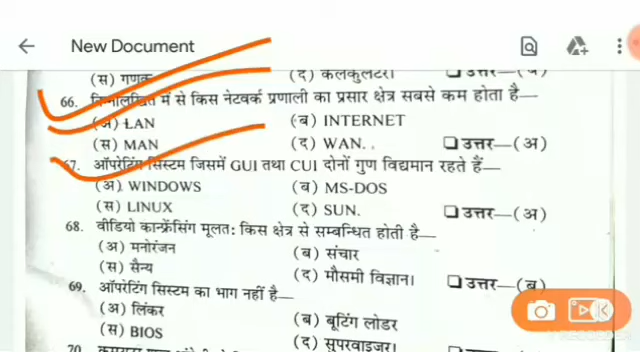 New Document
(स) गणक (द) कैलकुलेटर। उत्तर—(ब)
66. निम्नलिखित में से किस नेटवर्क प्रणाली का प्रसार क्षेत्र सबसे कम होता है—
(अ) LAN (ब) INTERNET
(स) MAN (द) WAN. उत्तर—(अ)
67. ऑपरेटिंग सिस्टम जिसमें GUI तथा CUI दोनों गुण विद्यमान रहते हैं—
(अ) WINDOWS (ब) MS-DOS
(स) LINUX (द) SUN. उत्तर—(अ)
68. वीडियो कान्फ्रेंसिंग मूलतः किस क्षेत्र से सम्बन्धित होती है—
(अ) मनोरंजन (ब) संचार
(स) सैन्य (द) मौसमी विज्ञान। उत्तर—(ब)
69. ऑपरेटिंग सिस्टम का भाग नहीं है—
(अ) लिंकर (ब) बूटिंग लोडर
(स) BIOS (द) सुपरवाइजर।
70